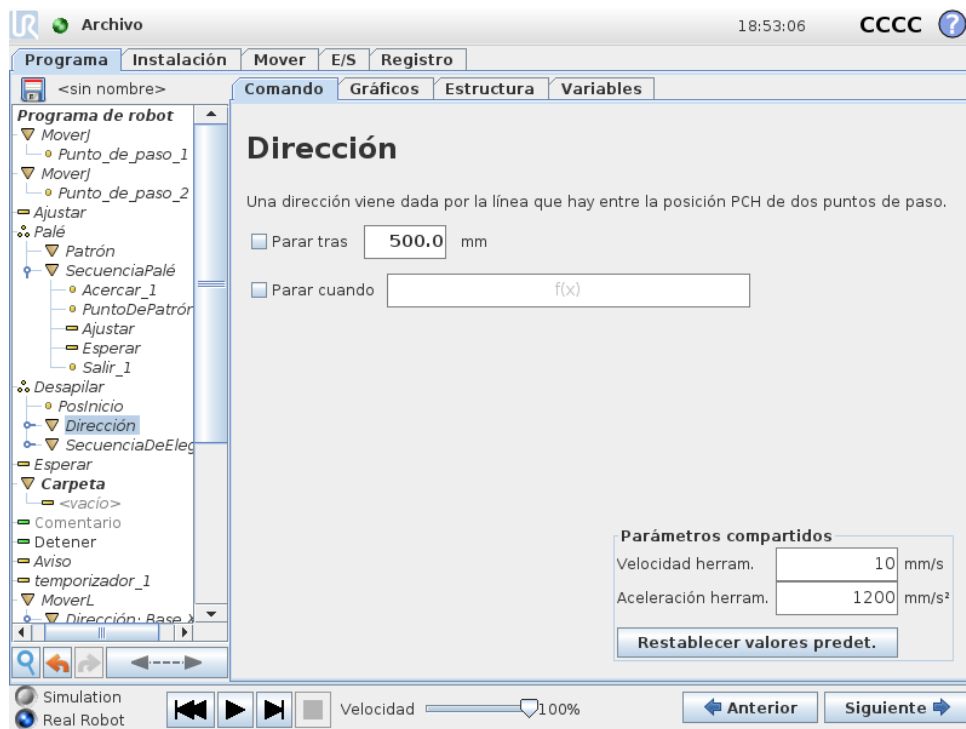 UR Archivo 18:53:06 CCCC ?
Programa Instalación Mover E/S Registro
<sin nombre> Comando Gráficos Estructura Variables
Programa de robot
MoverJ
Punto_de_paso_1
MoverJ
Punto_de_paso_2
Ajustar
Palé
Patrón
SecuenciaPalé
Acercar_1
PuntoDePatrór
Ajustar
Esperar
Salir_1
Desapilar
PosInicio
Dirección
SecuenciaDeEleg
Esperar
Carpeta
<vacío>
Comentario
Detener
Aviso
temporizador_1
MoverL
Dirección: Base X
Dirección
Una dirección viene dada por la línea que hay entre la posición PCH de dos puntos de paso.
Parar tras 500.0 mm
Parar cuando f(x)
Parámetros compartidos
Velocidad herram. 10 mm/s
Aceleración herram. 1200 mm/s²
Restablecer valores predet.
Simulation
Real Robot
Velocidad 100%
Anterior Siguiente